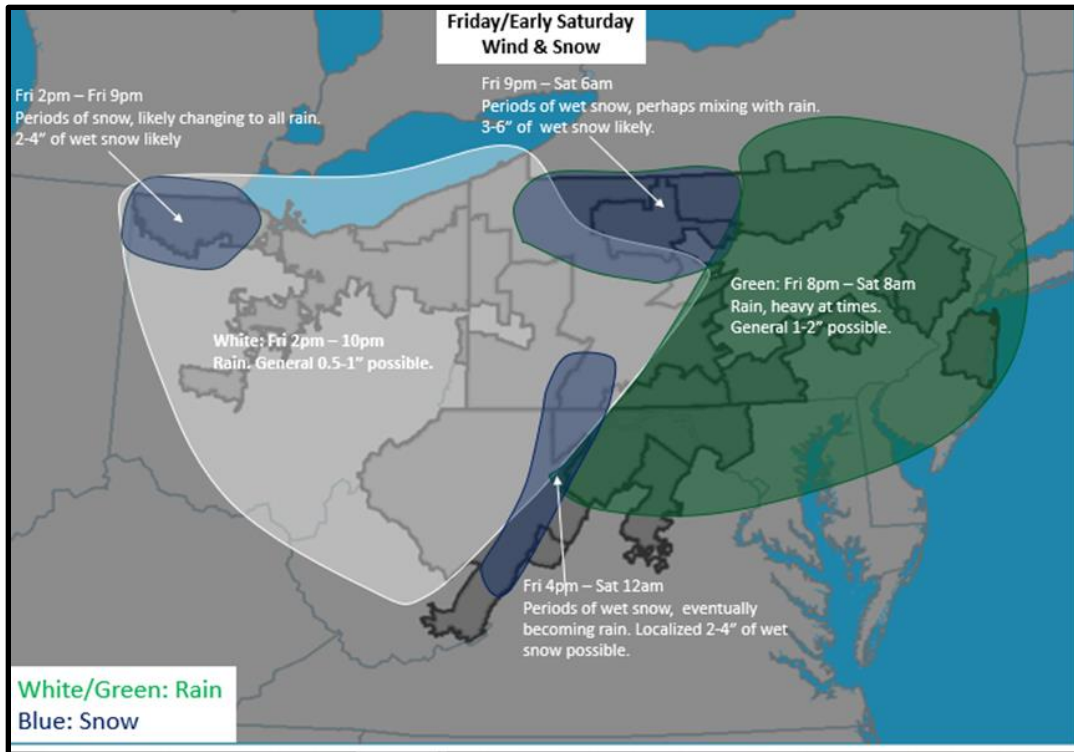 Friday/Early Saturday
Wind & Snow
Fri 2pm – Fri 9pm
Periods of snow, likely changing to all rain.
2-4” of wet snow likely
Fri 9pm – Sat 6am
Periods of wet snow, perhaps mixing with rain.
3-6” of  wet snow likely.
Green: Fri 8pm – Sat 8am
Rain, heavy at times.
General 1-2” possible.
White: Fri 2pm – 10pm
Rain. General 0.5-1” possible.
Fri 4pm – Sat 12am
Periods of wet snow,  eventually
becoming rain. Localized 2-4” of wet
snow possible.
White/Green: Rain
Blue: Snow